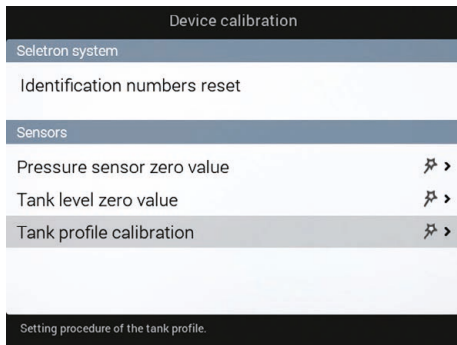 Device calibration
Seletron system
Identification numbers reset
Sensors
Pressure sensor zero value
Tank level zero value
Tank profile calibration
Setting procedure of the tank profile.